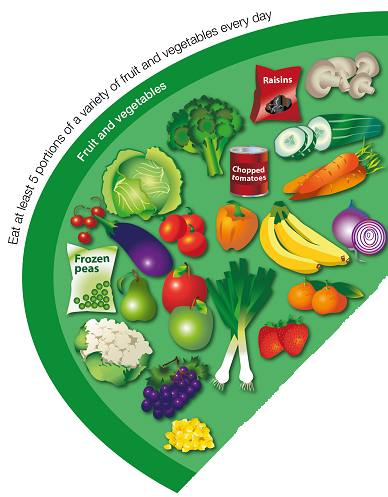 Eat at least 5 portions of a variety of fruit and vegetables every day
Fruit and vegetables
Raisins
Chopped
tomatoes
Frozen
peas